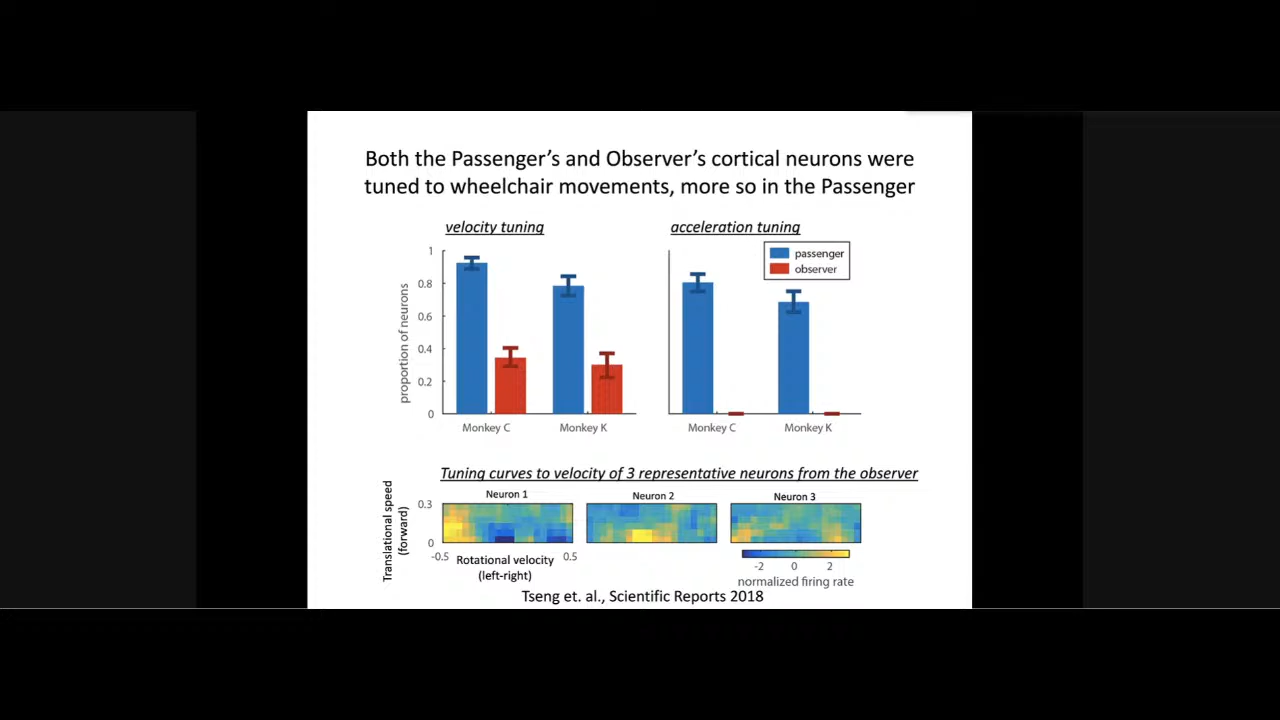 Both the Passenger's and Observer's cortical neurons were
tuned to wheelchair movements, more so in the Passenger
velocity tuning
acceleration tuning
passenger
observer
proportion of neurons
1
0.8
0.6
0.4
0.2
0
Monkey C
Monkey K
Monkey C
Monkey K
Tuning curves to velocity of 3 representative neurons from the observer
Translational speed
(forward)
Neuron 1
Neuron 2
Neuron 3
0.3
0
-0.5
Rotational velocity
(left-right)
0.5
-2
0
2
normalized firing rate
Tseng et. al., Scientific Reports 2018